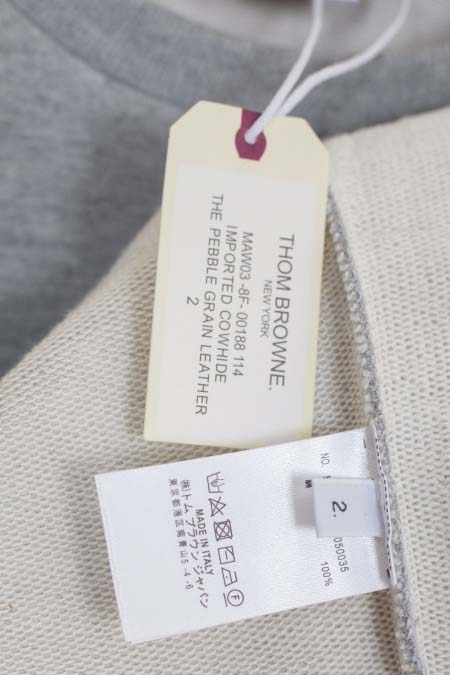 THOM BROWNE.
NEW YORK
MAW03 -8F- 00188 114
IMPORTED COWHIDE
THE PEBBLE GRAIN LEATHER
2
NO.
2.
050035
100%
MADE IN ITALY
(株)トム ブラウン ジャパン
東京都港区南青山5-4-6